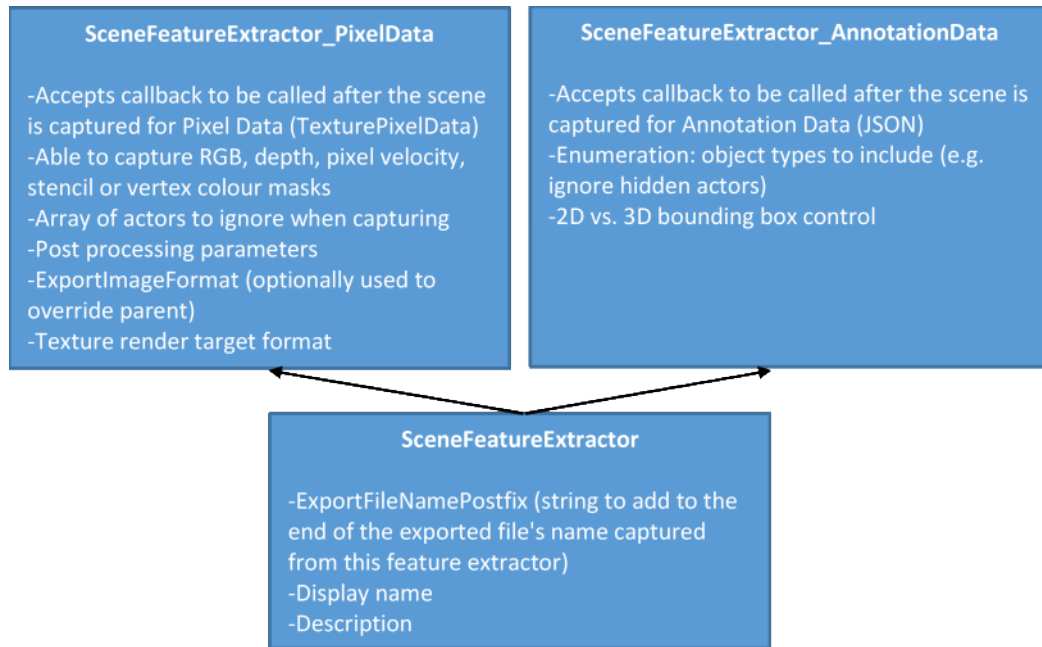 SceneFeatureExtractor_PixelData
-Accepts callback to be called after the scene
is captured for Pixel Data (TexturePixelData)
-Able to capture RGB, depth, pixel velocity,
stencil or vertex colour masks
-Array of actors to ignore when capturing
-Post processing parameters
-ExportImageFormat (optionally used to
override parent)
-Texture render target format
SceneFeatureExtractor_AnnotationData
-Accepts callback to be called after the scene is
captured for Annotation Data (JSON)
-Enumeration: object types to include (e.g.
ignore hidden actors)
-2D vs. 3D bounding box control
SceneFeatureExtractor
-ExportFileNamePostfix (string to add to the
end of the exported file's name captured
from this feature extractor)
-Display name
-Description